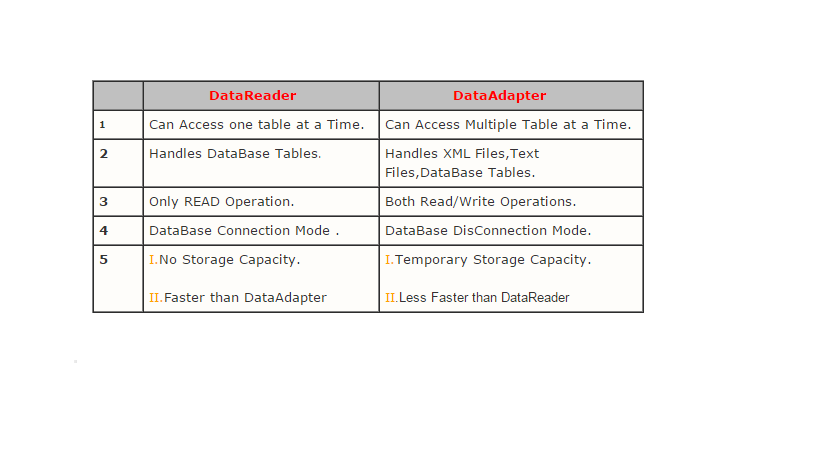 DataReader DataAdapter
1 Can Access one table at a Time. Can Access Multiple Table at a Time.
2 Handles DataBase Tables. Handles XML Files,Text
Files,DataBase Tables.
3 Only READ Operation. Both Read/Write Operations.
4 DataBase Connection Mode . DataBase DisConnection Mode.
5 I.No Storage Capacity. I.Temporary Storage Capacity.
II.Faster than DataAdapter II.Less Faster than DataReader